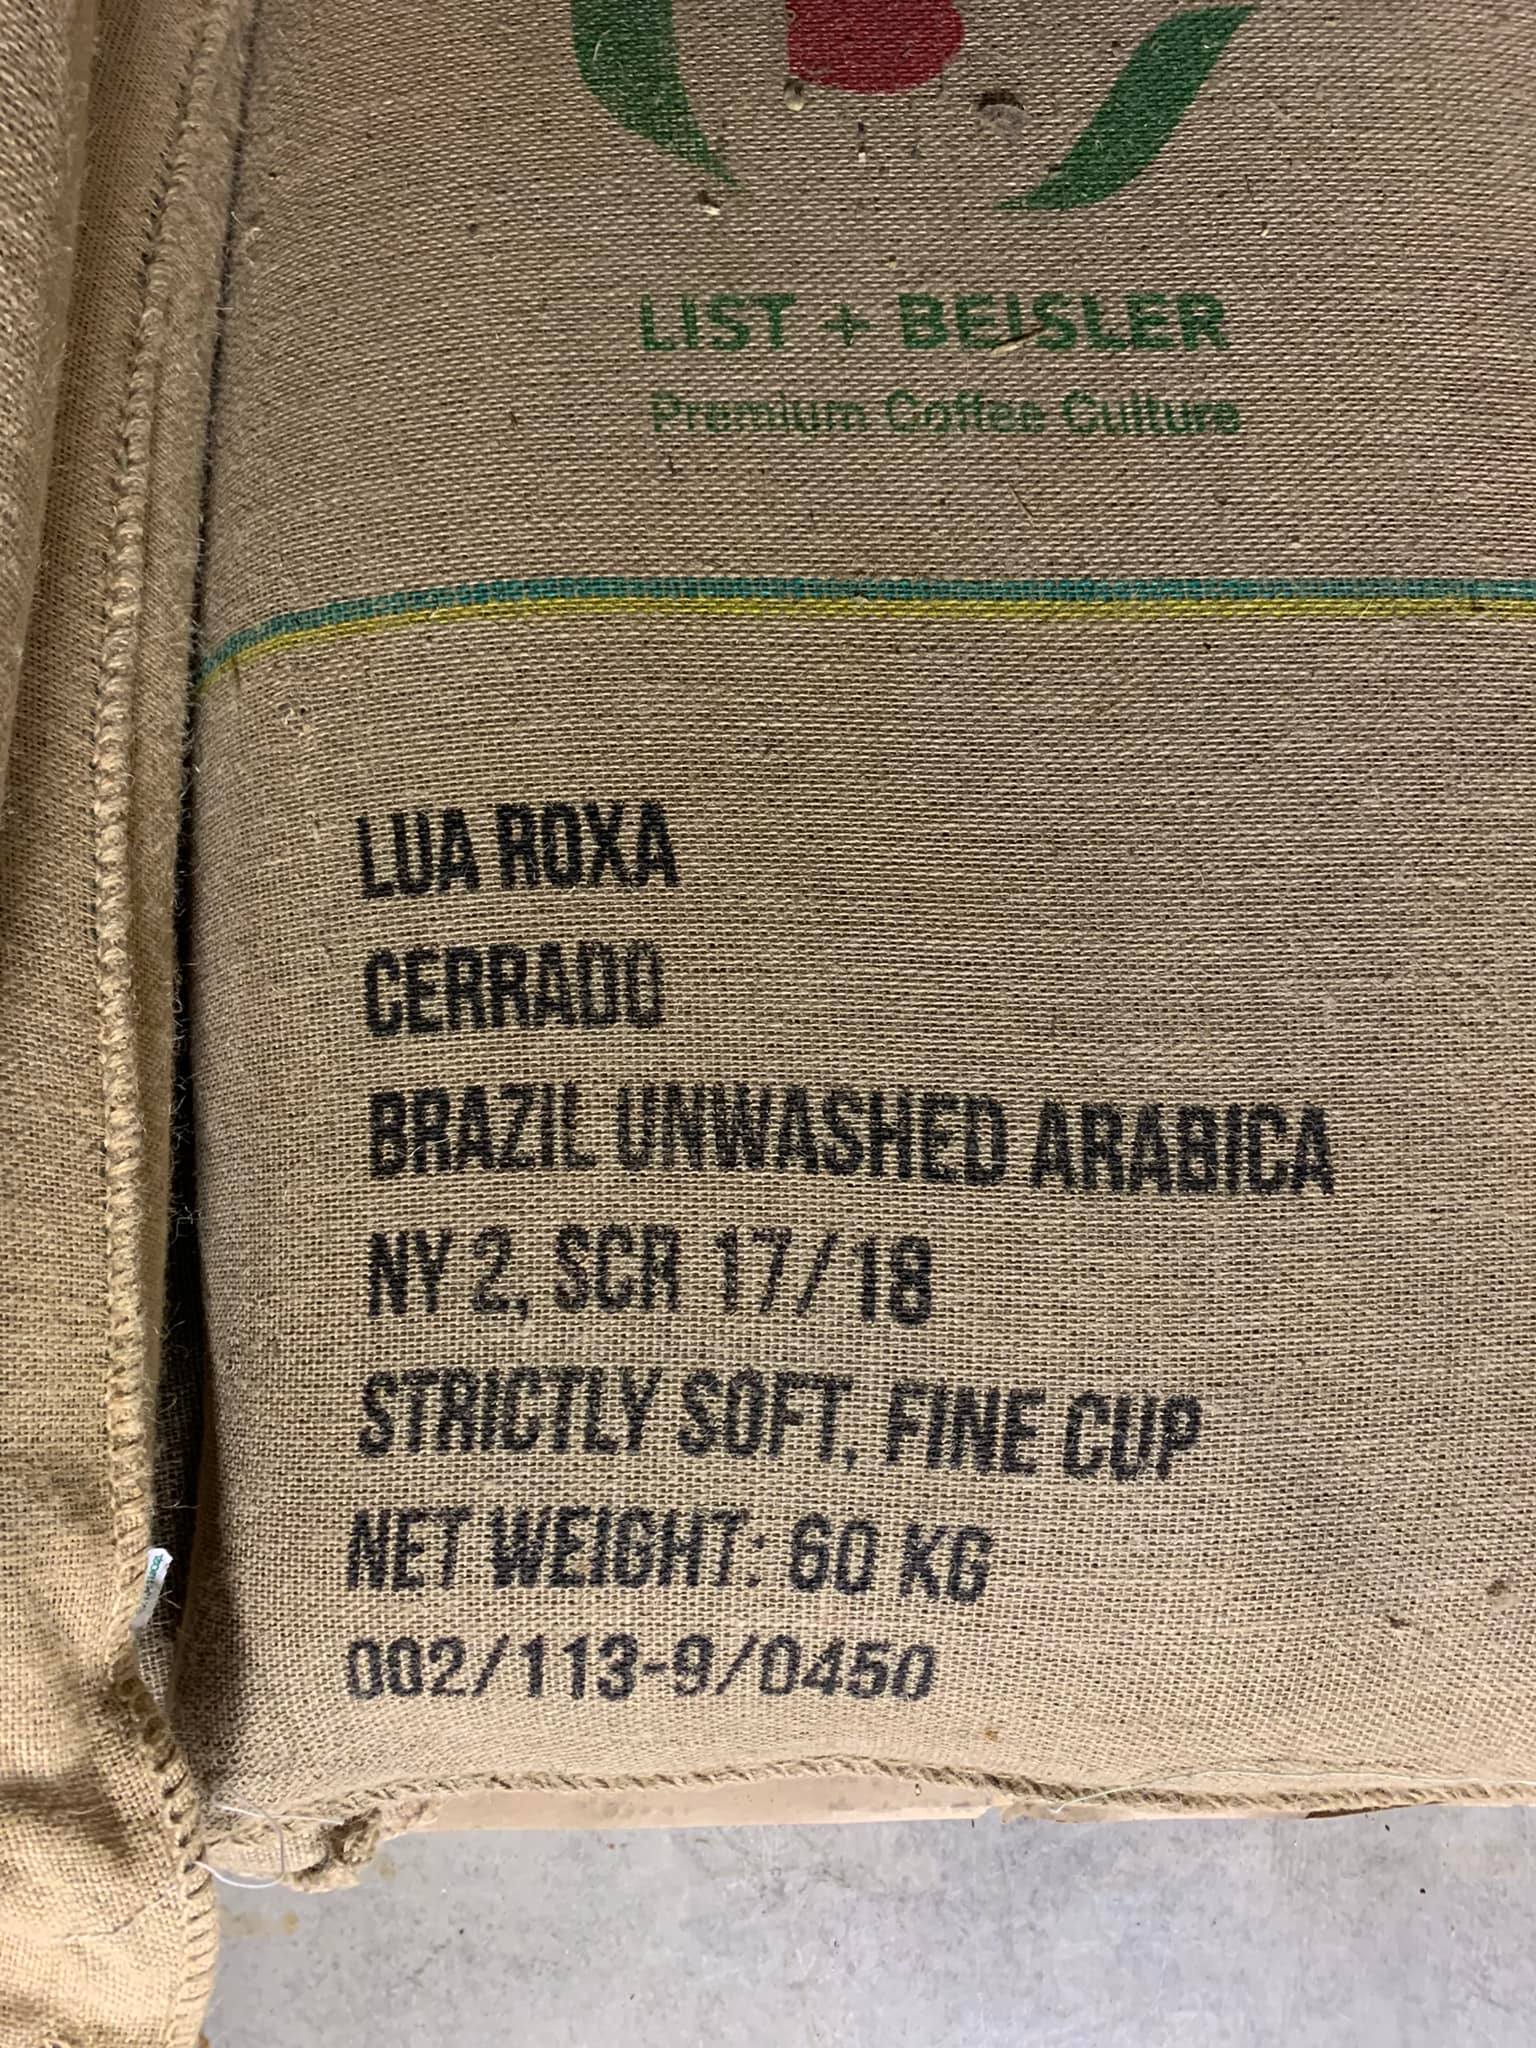 LIST + BEISLER
Premium Coffee Culture
LUA ROXA
CERRADO
BRAZIL UNWASHED ARABICA
NY 2, SCR 17/18
STRICTLY SOFT, FINE CUP
NET WEIGHT: 60 KG
002/113-9/0450